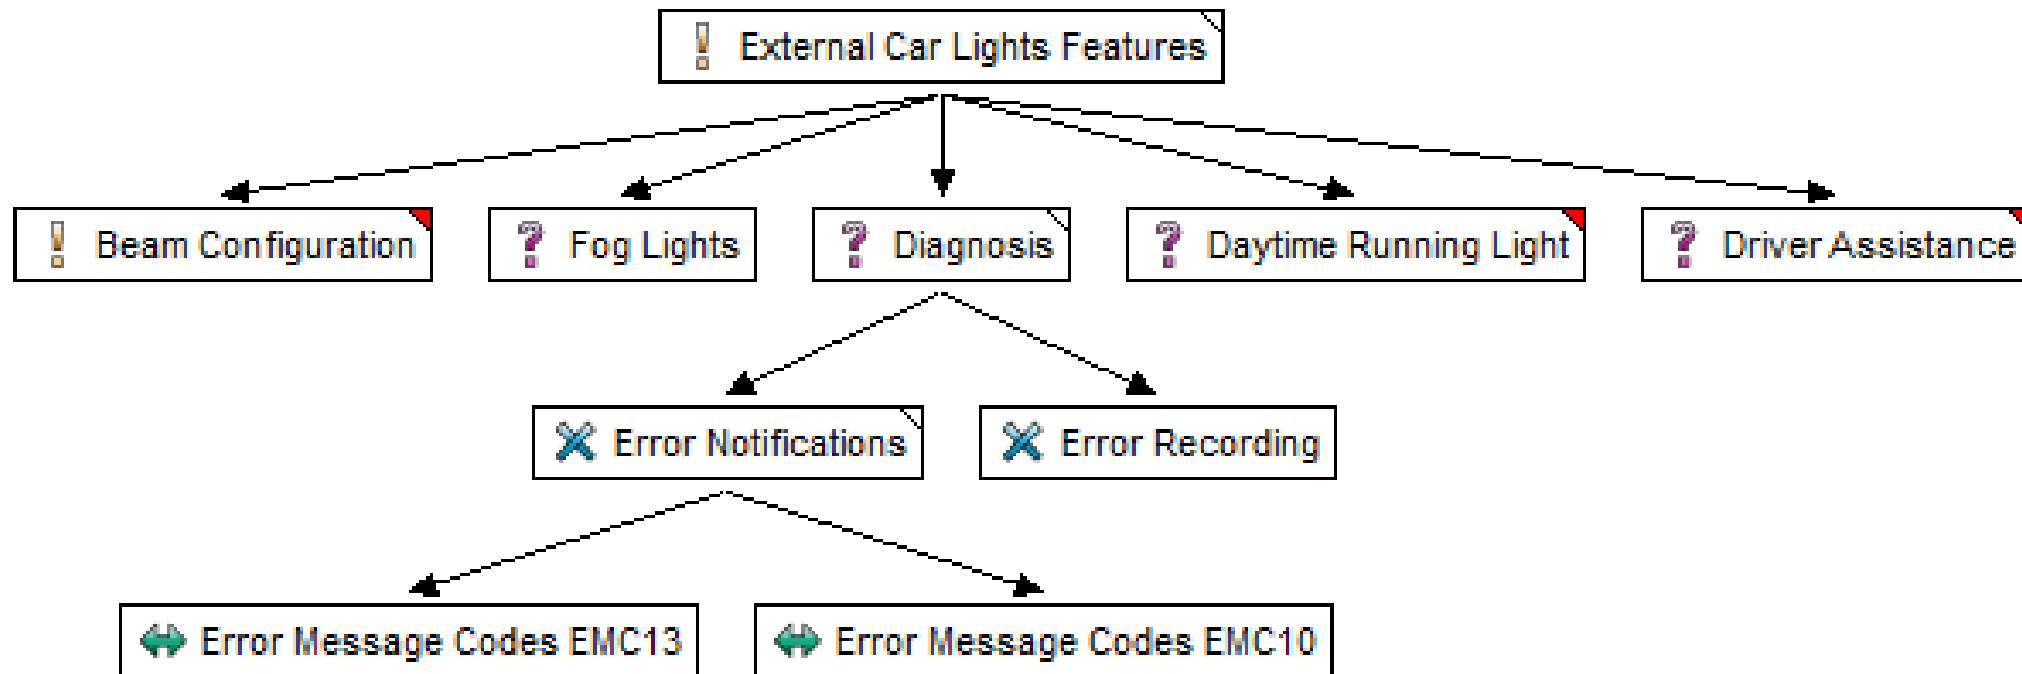 External Car Lights Features
Beam Configuration
Fog Lights
Diagnosis
Daytime Running Light
Driver Assistance
Error Notifications
Error Recording
Error Message Codes EMC13
Error Message Codes EMC10